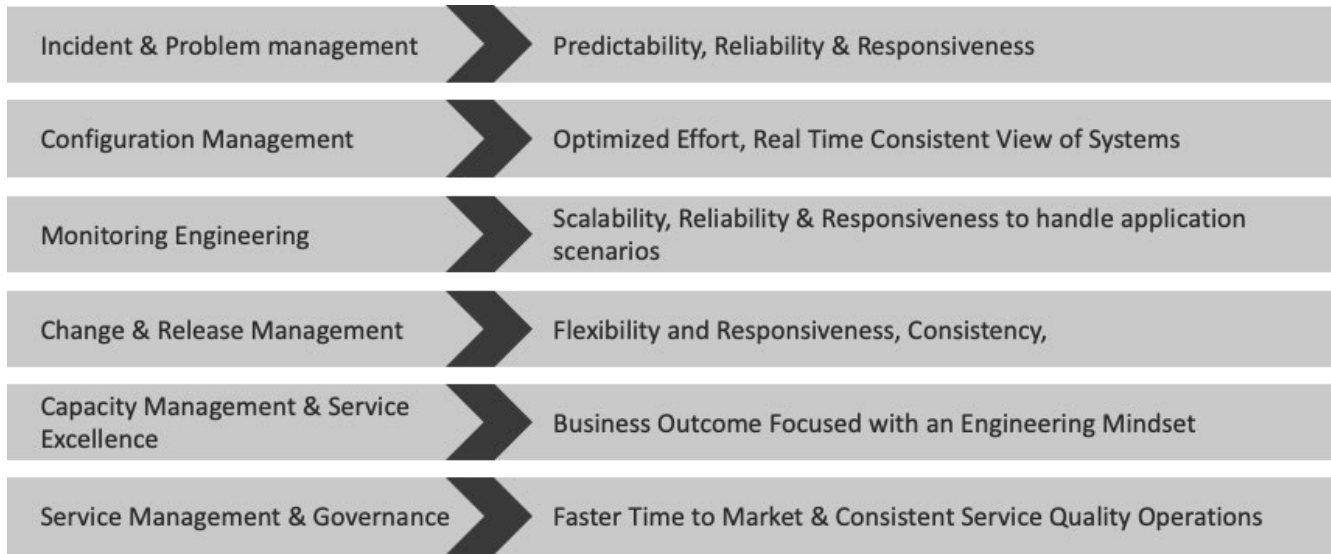 Incident & Problem management
Predictability, Reliability & Responsiveness
Configuration Management
Optimized Effort, Real Time Consistent View of Systems
Monitoring Engineering
Scalability, Reliability & Responsiveness to handle application
scenarios
Change & Release Management
Flexibility and Responsiveness, Consistency,
Capacity Management & Service
Excellence
Business Outcome Focused with an Engineering Mindset
Service Management & Governance
Faster Time to Market & Consistent Service Quality Operations